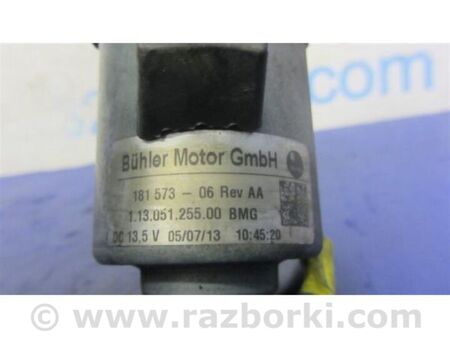 Bühler Motor GmbH
181 573 - 06 Rev AA
1.13.051.255.00 BMG
DC 13,5 V 05/07/13 10:45:20
© www.razborki.com